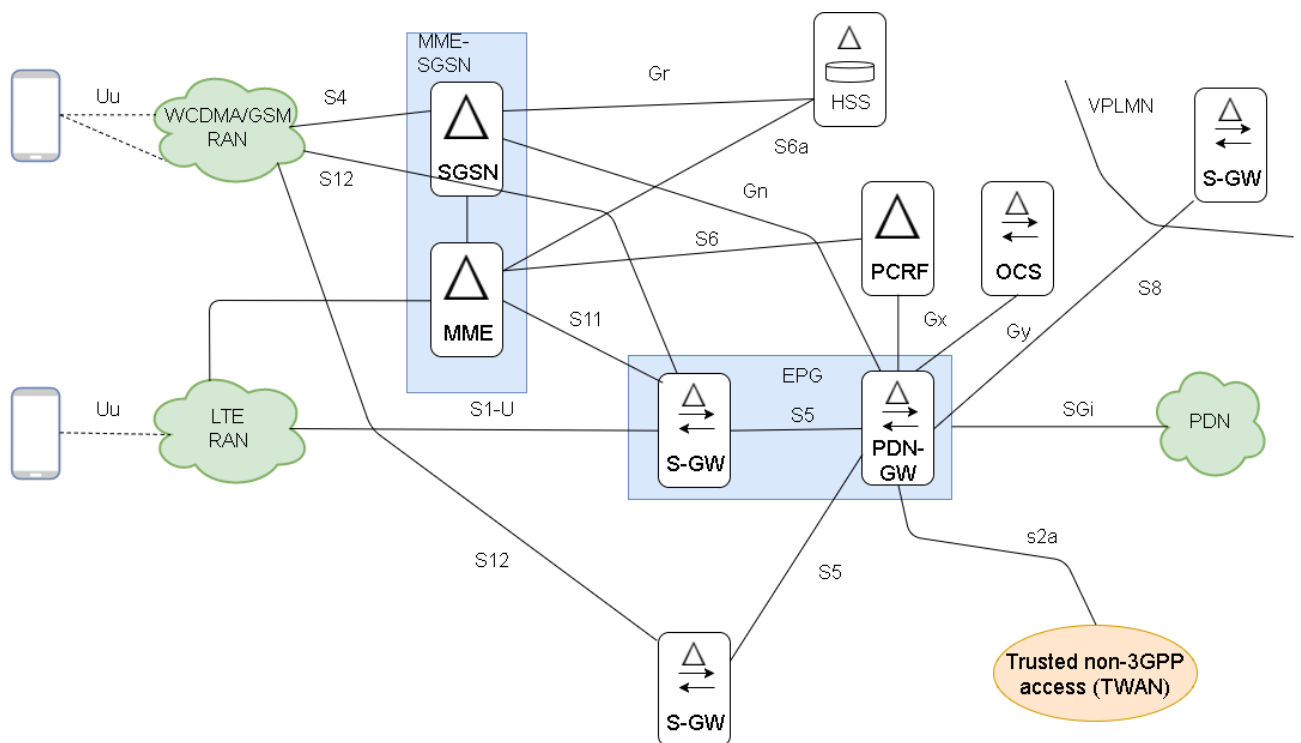 MME-
SGSN
Uu
WCDMA/GSM
RAN
S4
Gr
HSS
VPLMN
S-GW
SGSN
S12
S6a
Gn
S6
PCRF
OCS
MME
S11
Gx
Gy
S8
EPG
Uu
LTE
RAN
S1-U
S-GW
S5
PDN-
GW
SGi
PDN
S12
S5
s2a
S-GW
Trusted non-3GPP
access (TWAN)